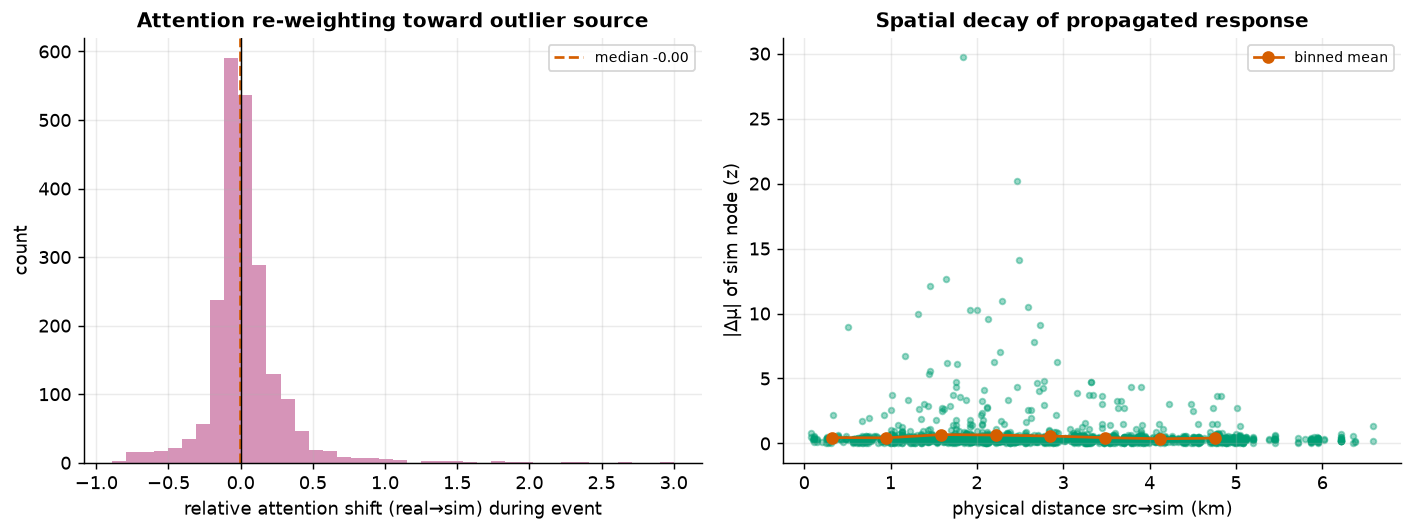 Attention re-weighting toward outlier source
600
500
400
300
200
100
0
count
median -0.00
−1.0 −0.5 0.0 0.5 1.0 1.5 2.0 2.5 3.0
relative attention shift (real→sim) during event
Spatial decay of propagated response
30
25
20
15
10
5
0
|Δμ| of sim node (z)
binned mean
0 1 2 3 4 5 6
physical distance src→sim (km)